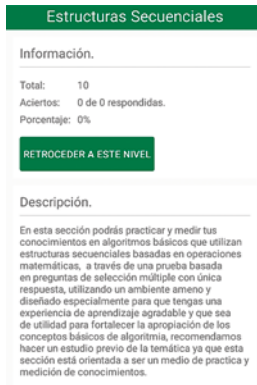 Estructuras Secuenciales
Información.
Total: 10
Aciertos: 0 de 0 respondidas.
Porcentaje: 0%
RETROCEDER A ESTE NIVEL
Descripción.
En esta sección podrás practicar y medir tus
conocimientos en algoritmos básicos que utilizan
estructuras secuenciales basadas en operaciones
matemáticas, a través de una prueba basada
en preguntas de selección múltiple con única
respuesta, utilizando un ambiente ameno y
diseñado especialmente para que tengas una
experiencia de aprendizaje agradable y que sea
de utilidad para fortalecer la apropiación de los
conceptos básicos de algoritmia, recomendamos
hacer un estudio previo de la temática ya que esta
sección está orientada a ser un medio de practica y
medición de conocimientos.